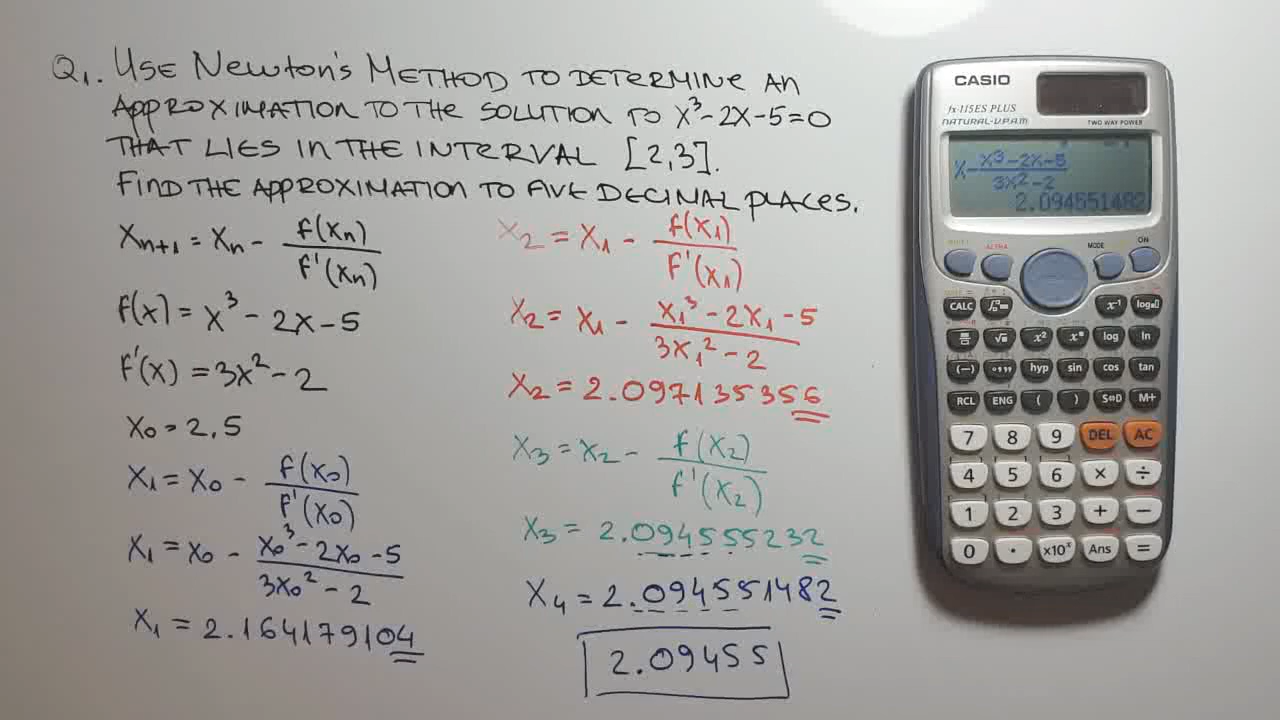 Q1. USE NEWTON'S METHOD TO DETERMINE AN
APPROXIMATION TO THE SOLUTION TO x³-2x-5=0
THAT LIES IN THE INTERVAL [2,3].
FIND THE APPROXIMATION TO FIVE DECIMAL PLACES.
Xn+1 = Xn - f(Xn)/f'(Xn)
f(x) = x³ - 2x - 5
f'(x) = 3x² - 2
X0 = 2.5
X1 = X0 - f(X0)/f'(X0)
X1 = X0 - X0³ - 2X0 - 5/3X0² - 2
X1 = 2.164179104
X2 = X1 - f(X1)/f'(X1)
X2 = X1 - X1³ - 2X1 - 5/3X1² - 2
X2 = 2.097135356
X3 = X2 - f(X2)/f'(X2)
X3 = 2.094555232
X4 = 2.094551482
2.09455
CASIO
fx-115ES PLUS
NATURAL-V.P.A.M.
TWO WAY POWER
X- X³-2X-5/3X²-2
2.094551482
SHIFT ALPHA MODE ON
CALC x⁻¹
x² log ln
(-) hyp sin cos tan
RCL ENG ( ) S⇔D M+
7 8 9 DEL AC
4 5 6 × ÷
1 2 3 + −
0 . ×10ˣ Ans =